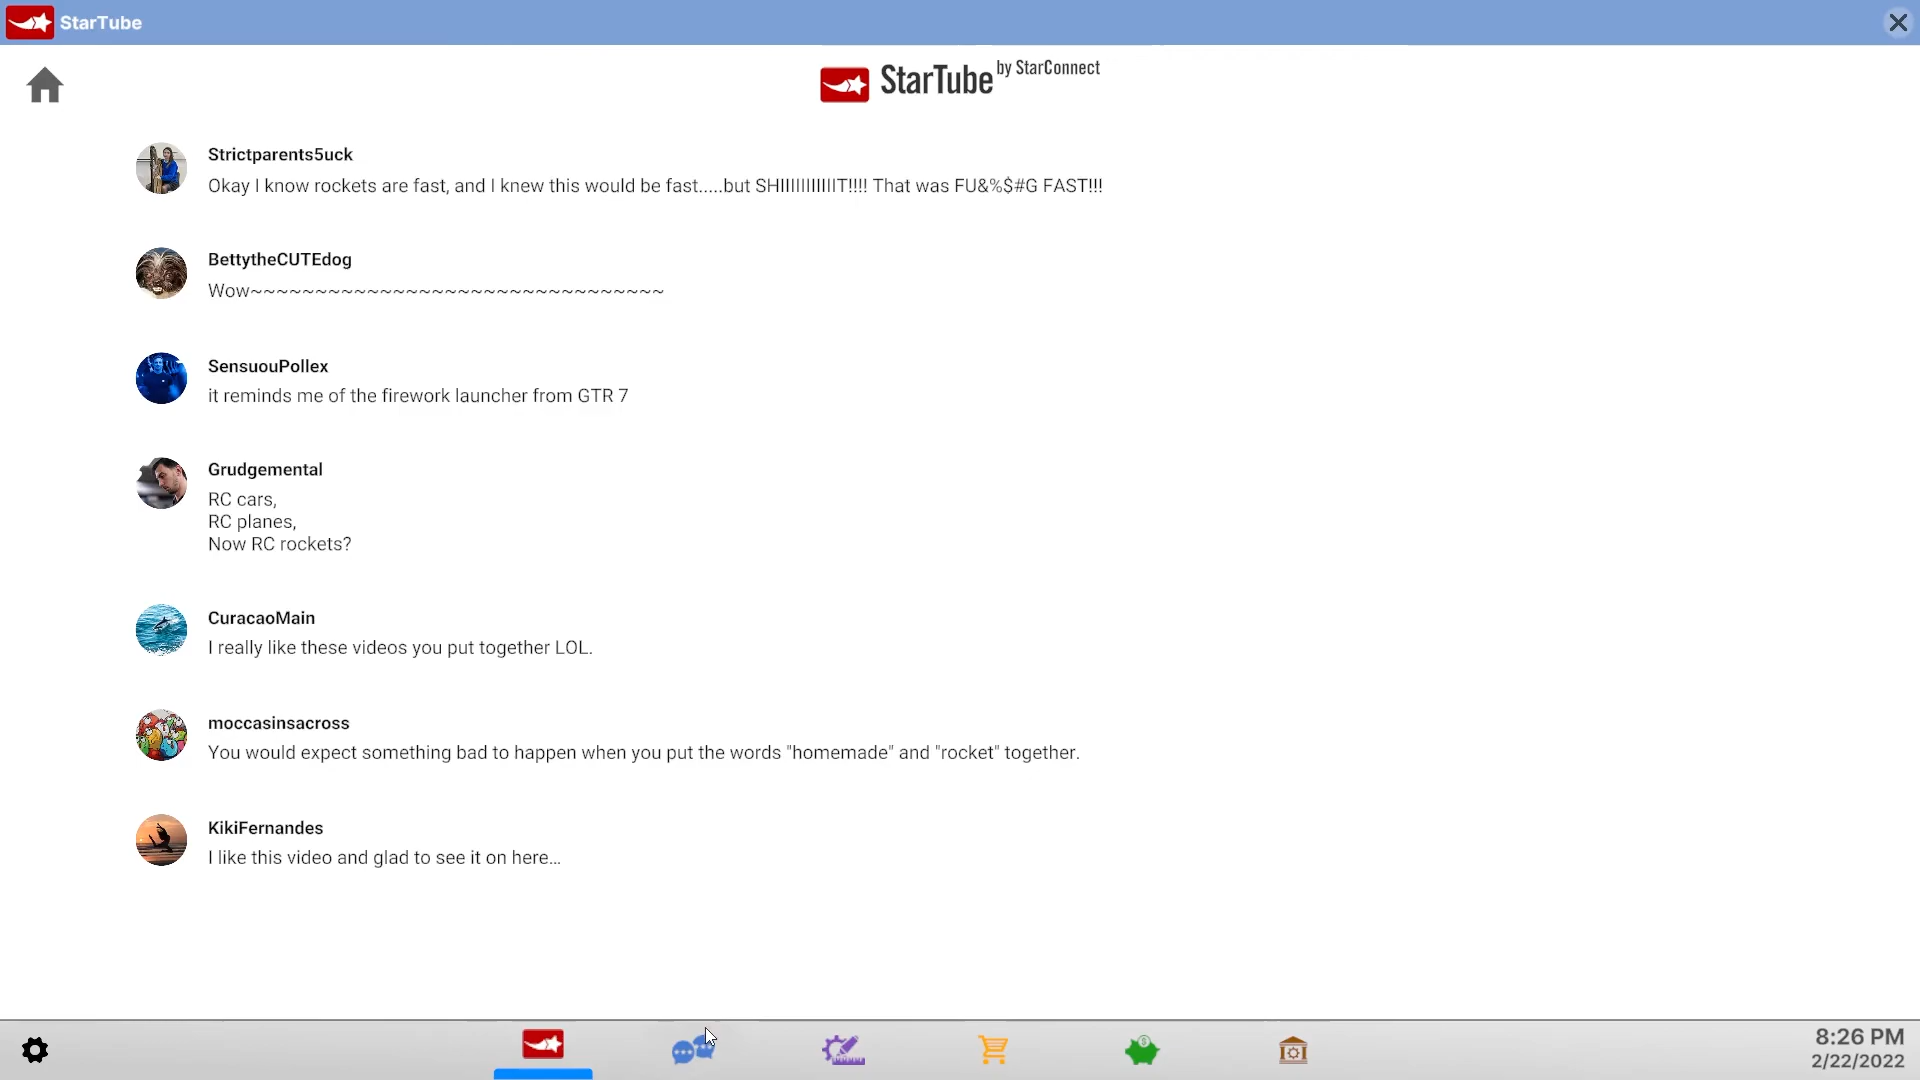 StarTube
StarTube by StarConnect
Strictparents5uck
Okay I know rockets are fast, and I knew this would be fast.....but SHIIIIIIIIIIIT!!!! That was FU&%$#G FAST!!!
BettytheCUTEdog
Wow~~~~~~~~~~~~~~~~~~~~~~~~~~~~~~~~
SensuouPollex
it reminds me of the firework launcher from GTR 7
Grudgemental
RC cars,
RC planes,
Now RC rockets?
CuracaoMain
I really like these videos you put together LOL.
moccasinsacross
You would expect something bad to happen when you put the words "homemade" and "rocket" together.
KikiFernandes
I like this video and glad to see it on here...
8:26 PM
2/22/2022